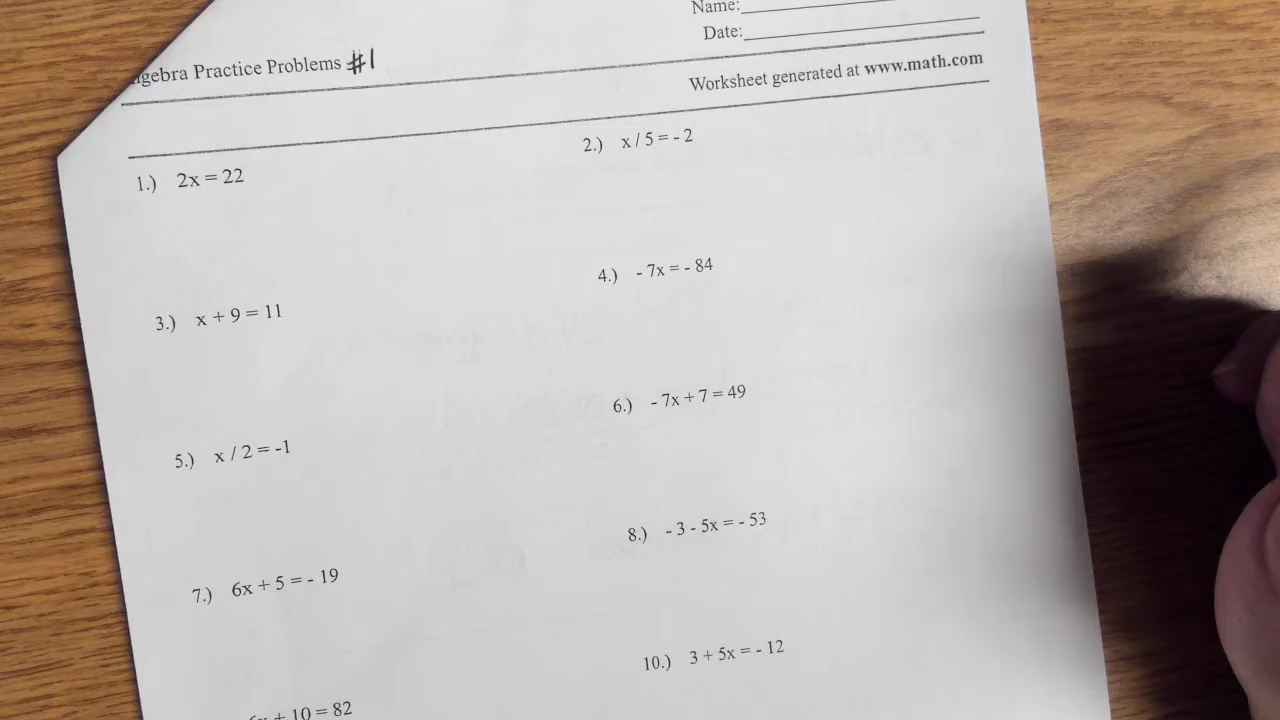 Name:
Date:
Algebra Practice Problems #1
Worksheet generated at www.math.com
1.) 2x = 22
2.) x / 5 = - 2
3.) x + 9 = 11
4.) - 7x = - 84
5.) x / 2 = -1
6.) - 7x + 7 = 49
7.) 6x + 5 = - 19
8.) - 3 - 5x = - 53
+ 10 = 82
10.) 3 + 5x = - 12